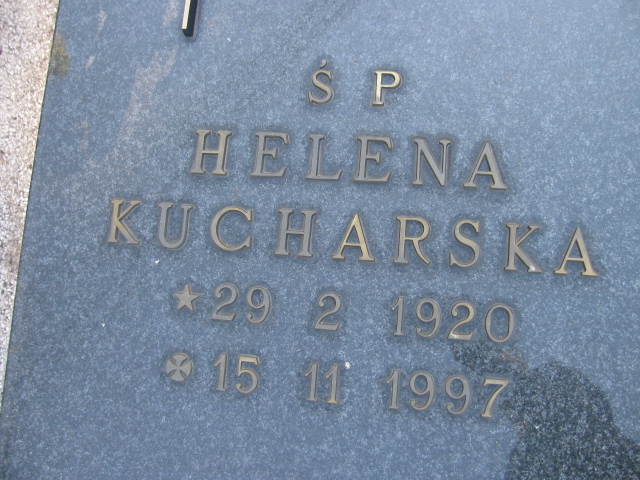 Ś P
HELENA
KUCHARSKA
★ 29 2 1920
✠ 15 11 1997